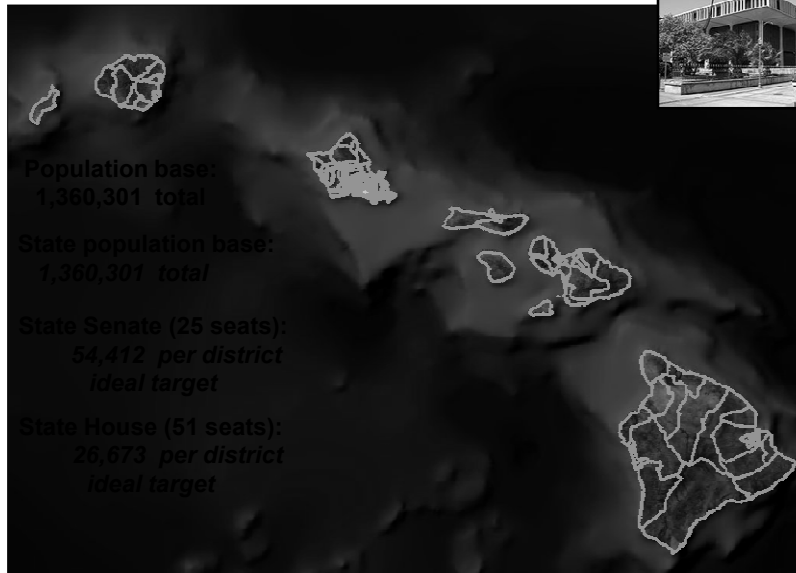 Population base:
1,360,301 total
State population base:
1,360,301 total
State Senate (25 seats):
54,412 per district
ideal target
State House (51 seats):
26,673 per district
ideal target